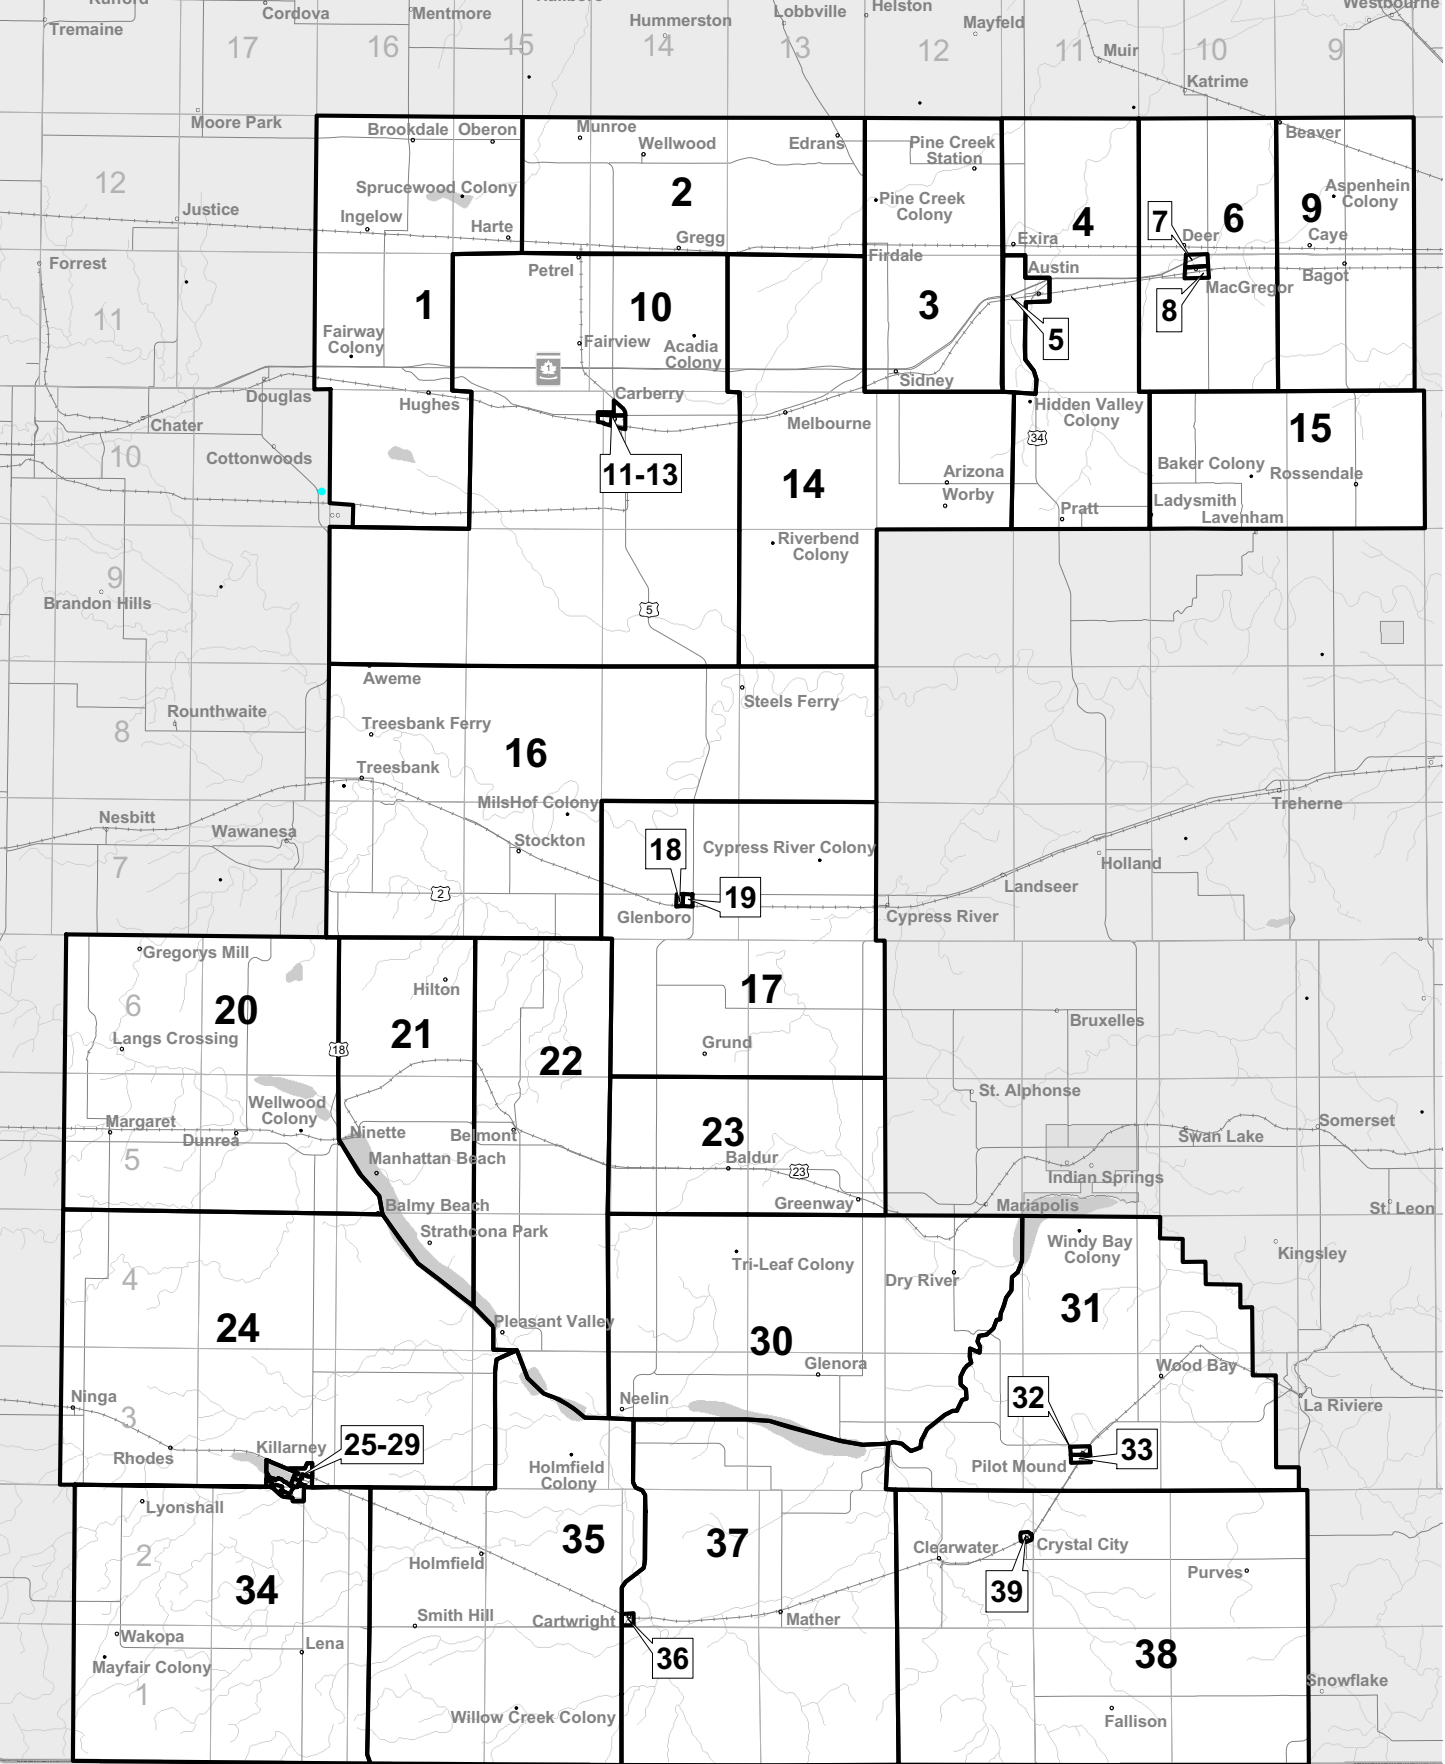 Cordova
Mentmore
Hummerston
Lobbville
Helston
Mayfeld
Westbourne
Tremaine
17
16
15
14
13
12
11
Muir
10
9
Katrime
Moore Park
Brookdale
Oberon
Munroe
Wellwood
Edrans
Pine Creek
Station
Beaver
12
Sprucewood Colony
2
Pine Creek
Colony
4
7
6
9
Aspenhein
Colony
Justice
Ingelow
Harte
Gregg
Exira
Deer
Caye
Forrest
Petrel
Firdale
Austin
MacGregor
Bagot
11
1
10
3
8
5
Fairway
Colony
Fairview
1
Acadia
Colony
Sidney
Douglas
Hughes
Carberry
Melbourne
Hidden Valley
Colony
Chater
15
34
10
Cottonwoods
11-13
14
Arizona
Worby
Baker Colony
Rossendale
Pratt
Ladysmith
Lavenham
Riverbend
Colony
9
Brandon Hills
5
Aweme
Steels Ferry
Rounthwaite
8
Treesbank Ferry
16
Treesbank
MilsHof Colony
Treherne
Nesbitt
Wawanesa
Stockton
18
Cypress River Colony
7
Holland
2
19
Landseer
Glenboro
Cypress River
Gregorys Mill
Hilton
17
6
20
21
22
Bruxelles
Langs Crossing
18
Grund
St. Alphonse
Wellwood
Colony
Margaret
Dunrea
Ninette
Belmont
23
Somerset
Swan Lake
5
Manhattan Beach
Baldur
23
Indian Springs
Balmy Beach
Greenway
Mariapolis
St. Leon
Strathcona Park
Windy Bay
Colony
Kingsley
4
Tri-Leaf Colony
Dry River
31
24
Pleasant Valley
30
Glenora
Wood Bay
Ninga
3
Neelin
32
La Riviere
Rhodes
Killarney
25-29
33
Holmfield
Colony
Pilot Mound
Lyonshall
35
37
2
Holmfield
Clearwater
Crystal City
Purves
34
39
Smith Hill
Cartwright
Mather
Wakopa
Lena
36
38
Mayfair Colony
1
Snowflake
Willow Creek Colony
Fallison